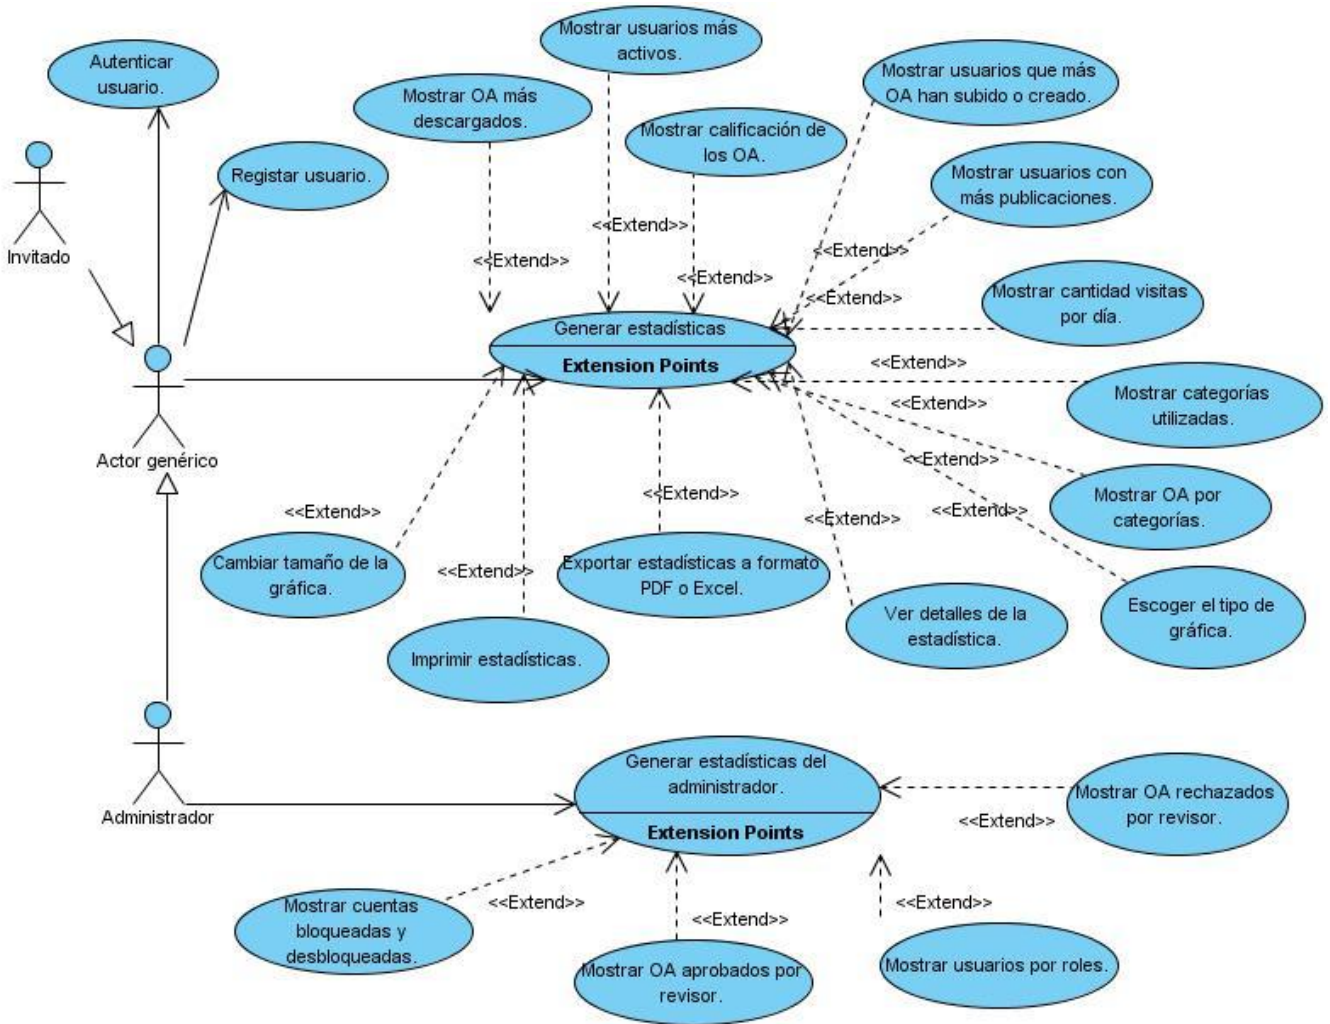 Mostrar usuarios más
activos.
Autenticar
usuario.
Mostrar usuarios que más
OA han subido o creado.
Mostrar OA más
descargados.
Mostrar calificación de
los OA.
Registar usuario.
Mostrar usuarios con
más publicaciones.
Invitado
<<Extend>>
<<Extend>>
<<Extend>>
<<Extend>>
<<Extend>>
Mostrar cantidad visitas
por día.
Generar estadísticas
Extension Points
<<Extend>>
Mostrar categorías
utilizadas.
<<Extend>>
Actor genérico
<<Extend>>
Mostrar OA por
categorías.
<<Extend>>
<<Extend>>
<<Extend>>
<<Extend>>
Cambiar tamaño de la
gráfica.
<<Extend>>
Exportar estadísticas a formato
PDF o Excel.
Ver detalles de la
estadística.
Escoger el tipo de
gráfica.
Imprimir estadísticas.
Administrador
Generar estadísticas del
administrador.
Extension Points
Mostrar OA rechazados
por revisor.
<<Extend>>
Mostrar cuentas
bloqueadas y
desbloqueadas.
<<Extend>>
<<Extend>>
<<Extend>>
Mostrar OA aprobados por
revisor.
Mostrar usuarios por roles.